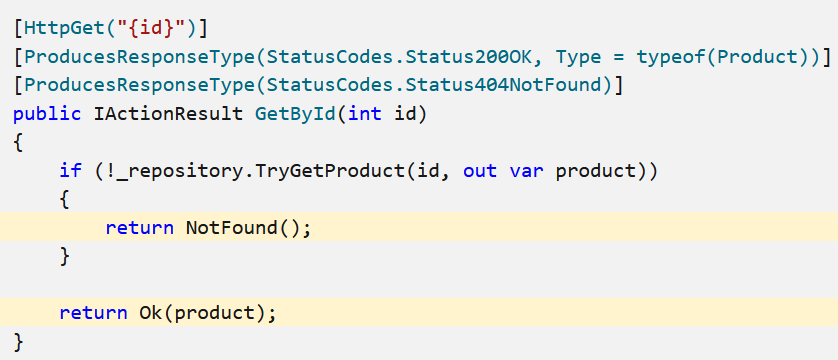 [HttpGet("{id}")]
[ProducesResponseType(StatusCodes.Status200OK, Type = typeof(Product))]
[ProducesResponseType(StatusCodes.Status404NotFound)]
public IActionResult GetById(int id)
{
    if (!_repository.TryGetProduct(id, out var product))
    {
        return NotFound();
    }

    return Ok(product);
}